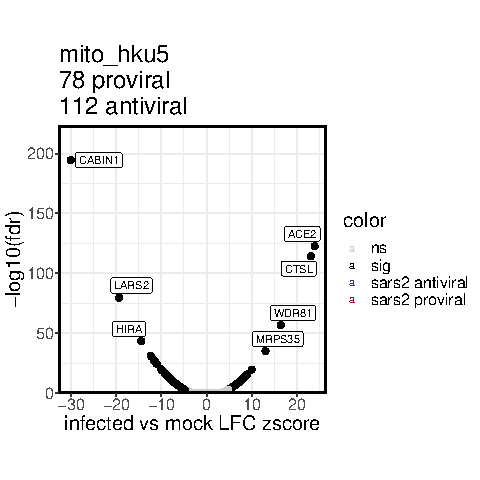 mito_hku5
78 proviral
112 antiviral
−log10(fdr)
200
150
100
50
0
CABIN1
ACE2
CTSL
LARS2
WDR81
HIRA
MRPS35
−30
−20
−10
0
10
20
infected vs mock LFC zscore
color
a ns
a sig
a sars2 antiviral
a sars2 proviral